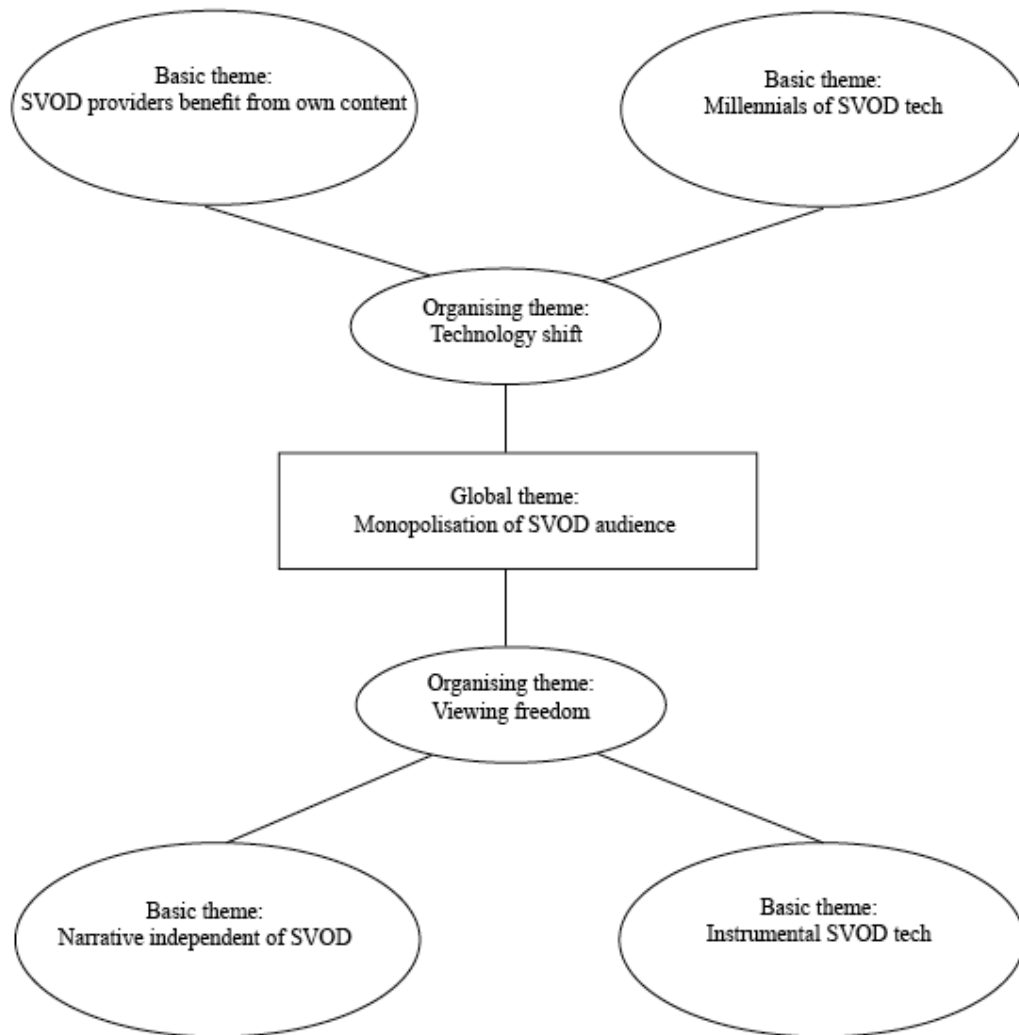 Basic theme:
SVOD providers benefit from own content
Basic theme:
Millennials of SVOD tech
Organising theme:
Technology shift
Global theme:
Monopolisation of SVOD audience
Organising theme:
Viewing freedom
Basic theme:
Narrative independent of SVOD
Basic theme:
Instrumental SVOD tech